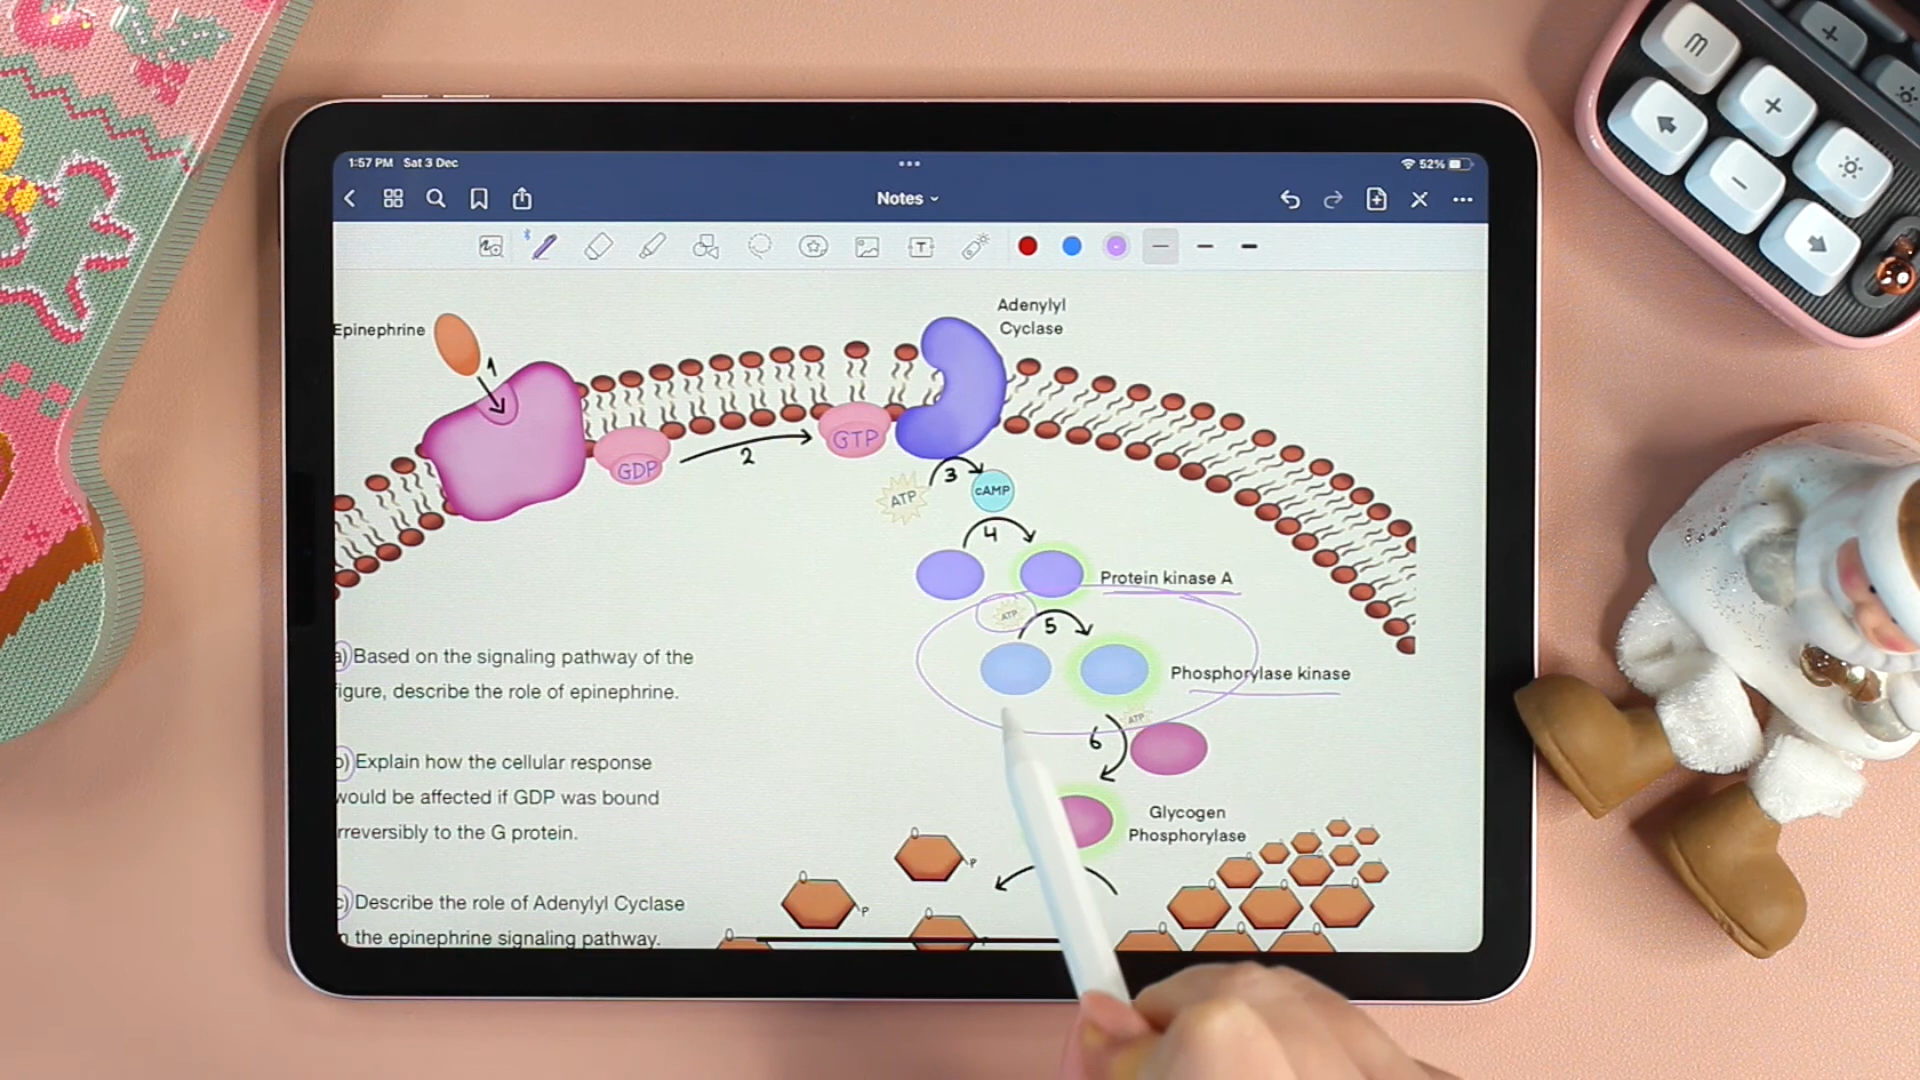 1:57 PM Sat 3 Dec
52%
Notes
T
Epinephrine
1
Adenylyl
Cyclase
GDP
2
GTP
ATP
3
cAMP
4
Protein kinase A
ATP
5
Phosphorylase kinase
ATP
6
Glycogen
Phosphorylase
P
P
a) Based on the signaling pathway of the
figure, describe the role of epinephrine.
b) Explain how the cellular response
would be affected if GDP was bound
irreversibly to the G protein.
c) Describe the role of Adenylyl Cyclase
n the epinephrine signaling pathway.
m
+
+
−